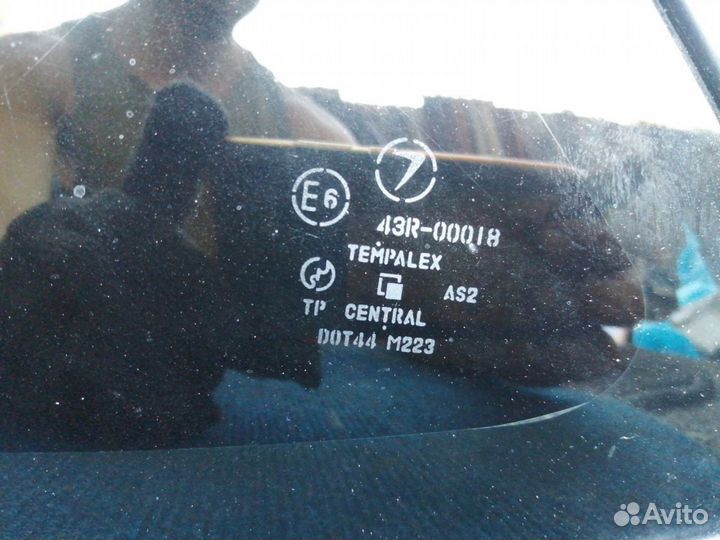 E6
43R-00018
TEMPALEX
AS2
TP CENTRAL
DOT44 M223
Avito